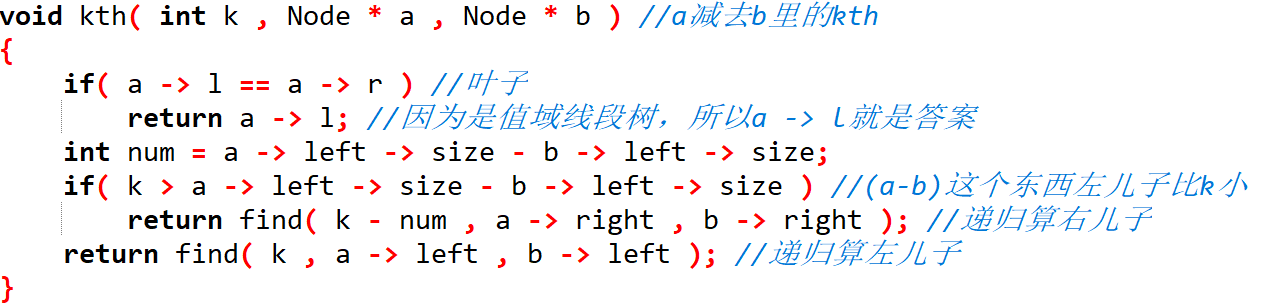 void kth( int k , Node * a , Node * b ) //a减去b里的kth
{
if( a -> l == a -> r ) //叶子
return a -> l; //因为是值域线段树，所以a -> l就是答案
int num = a -> left -> size - b -> left -> size;
if( k > a -> left -> size - b -> left -> size ) //(a-b)这个东西左儿子比k小
return find( k - num , a -> right , b -> right ); //递归算右儿子
return find( k , a -> left , b -> left ); //递归算左儿子
}